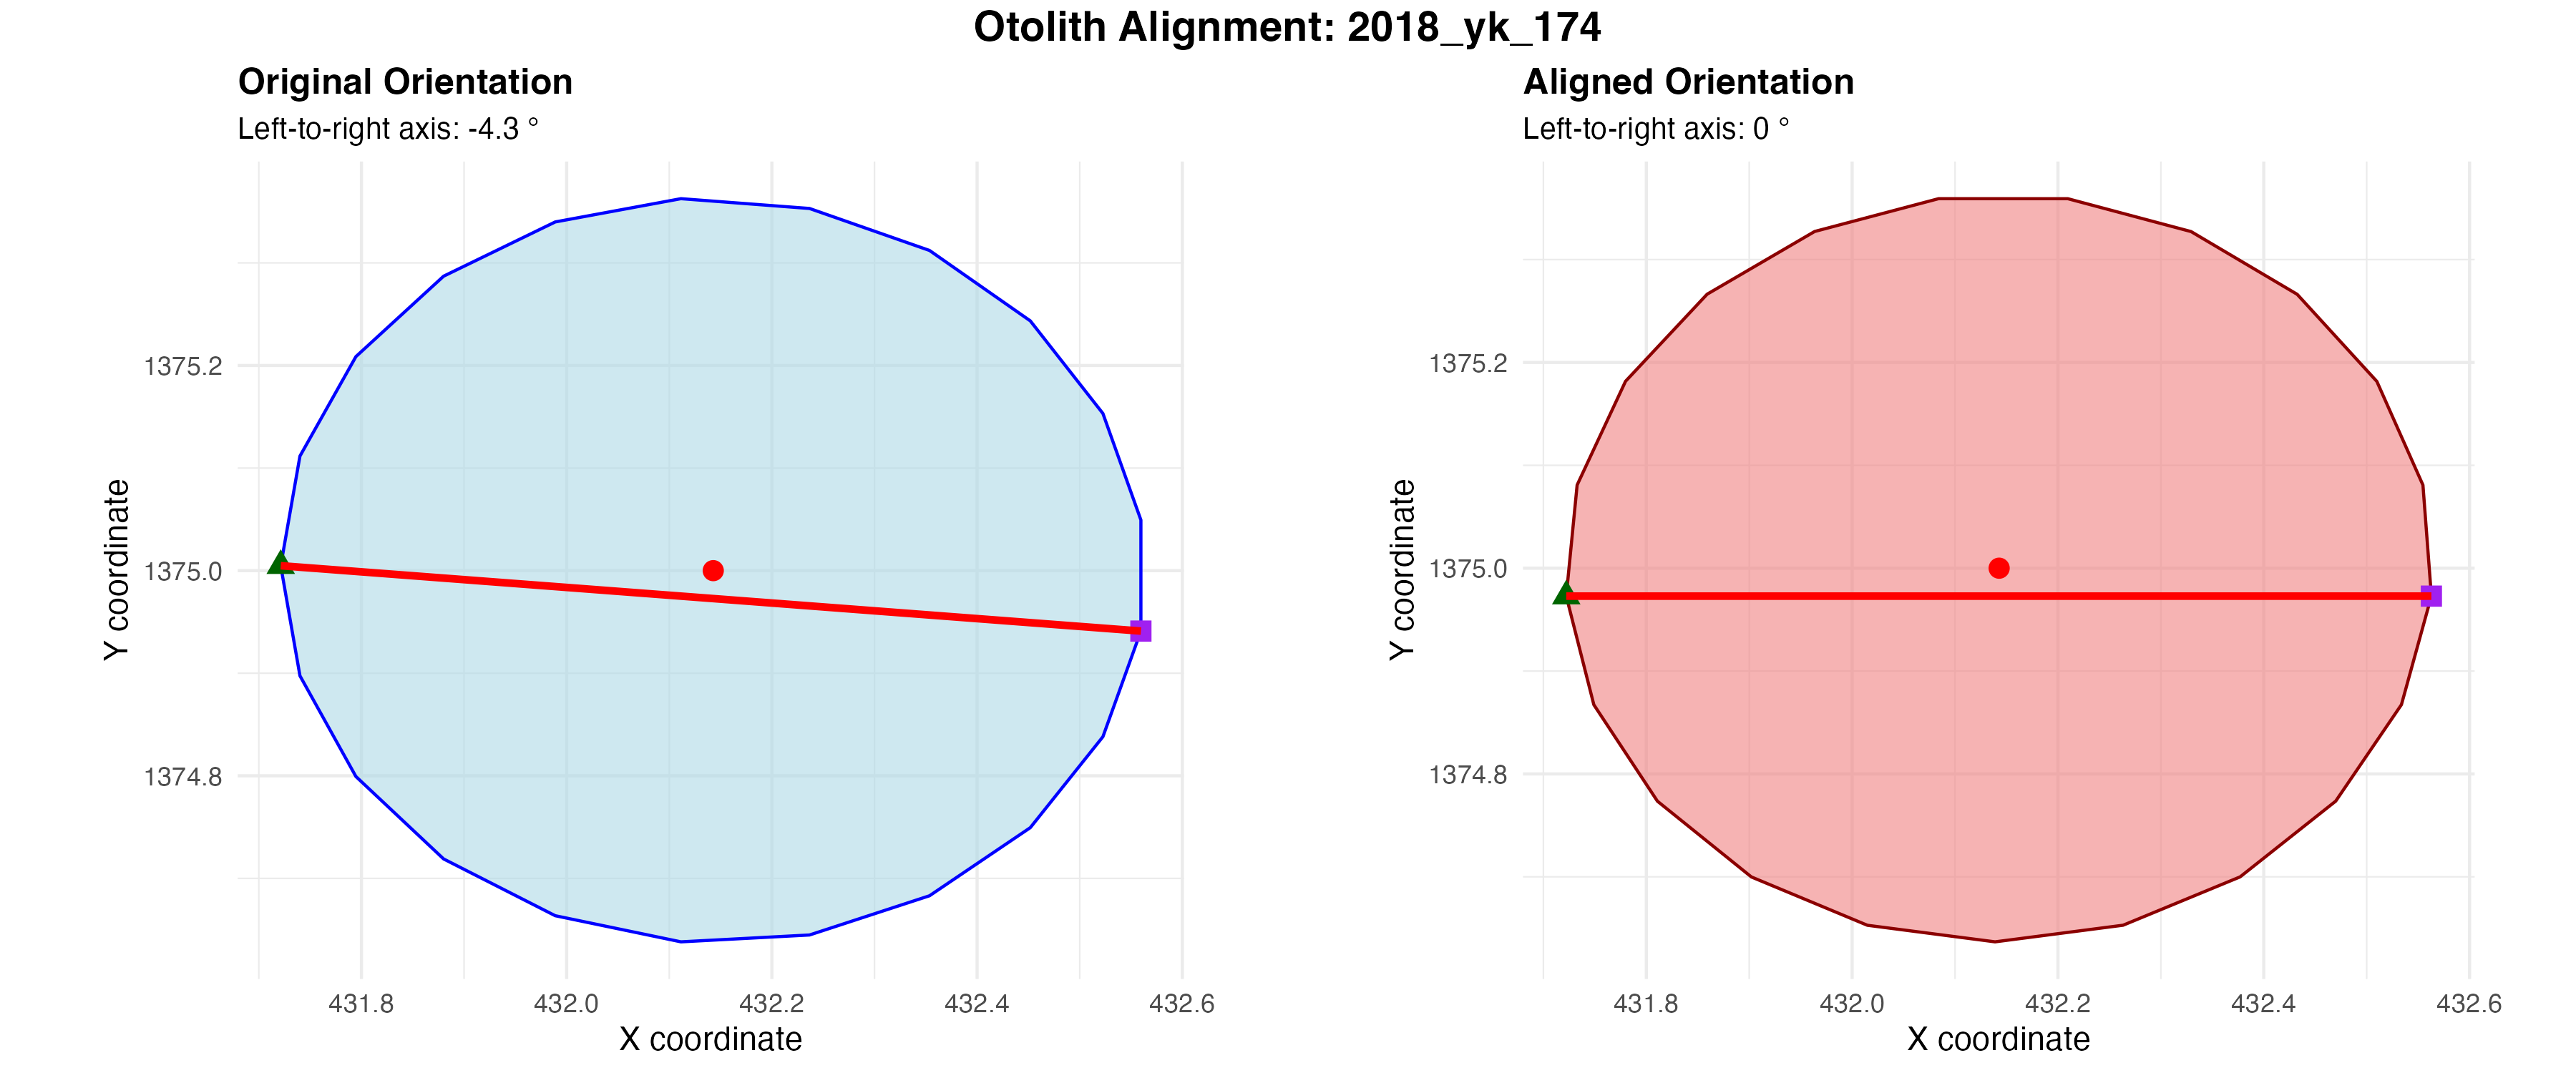 Otolith Alignment: 2018_yk_174
Original Orientation
Left-to-right axis: -4.3 °
Y coordinate
1375.2
1375.0
1374.8
431.8
432.0
432.2
432.4
432.6
X coordinate
Aligned Orientation
Left-to-right axis: 0 °
Y coordinate
1375.2
1375.0
1374.8
431.8
432.0
432.2
432.4
432.6
X coordinate